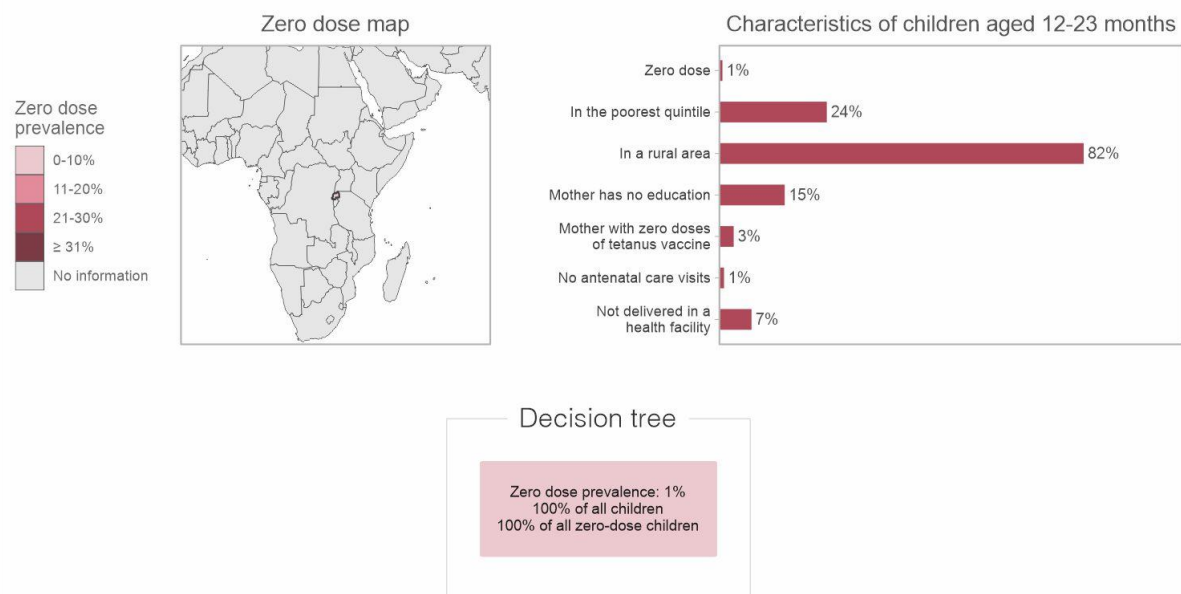 Zero dose map
Zero dose
prevalence
0-10%
11-20%
21-30%
≥ 31%
No information
Characteristics of children aged 12-23 months
Zero dose
1%
In the poorest quintile
24%
In a rural area
82%
Mother has no education
15%
Mother with zero doses
of tetanus vaccine
3%
No antenatal care visits
1%
Not delivered in a
health facility
7%
Decision tree
Zero dose prevalence: 1%
100% of all children
100% of all zero-dose children